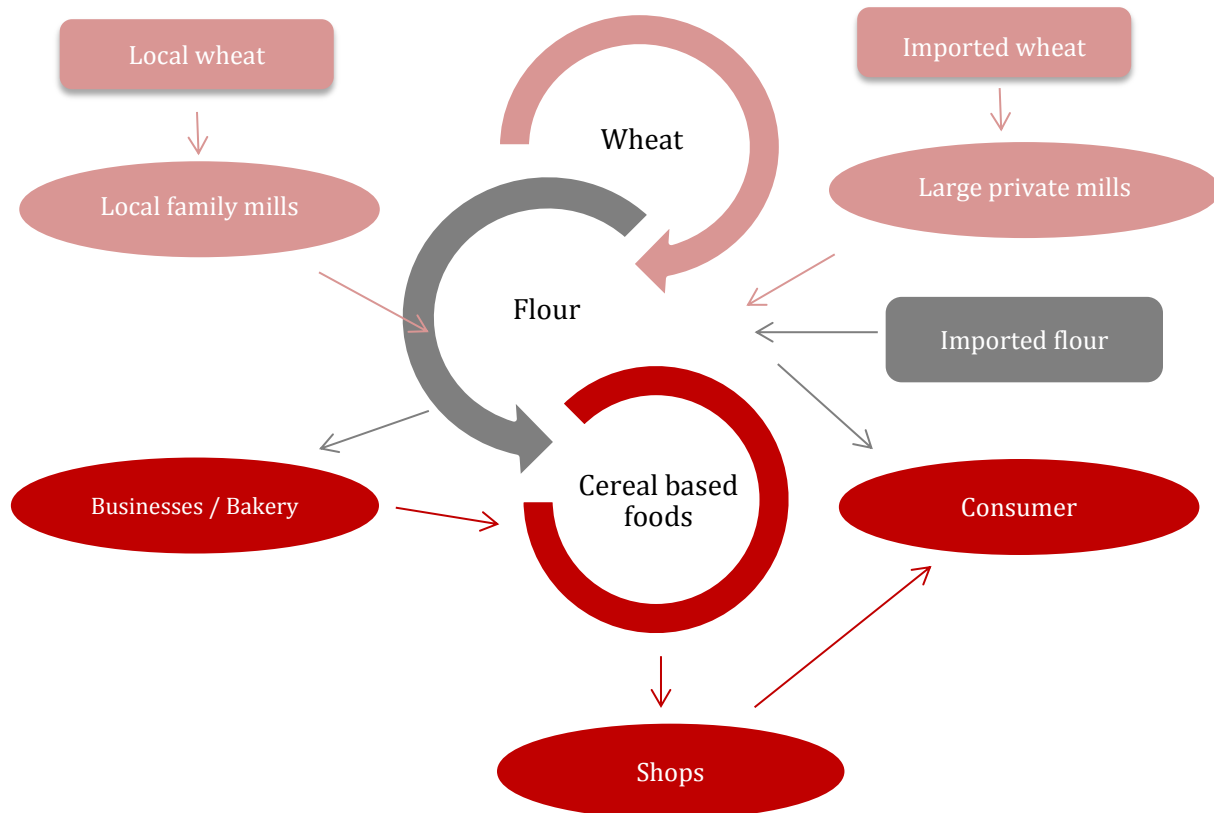 Local wheat
Imported wheat
Wheat
Local family mills
Large private mills
Flour
Imported flour
Businesses / Bakery
Cereal based
foods
Consumer
Shops